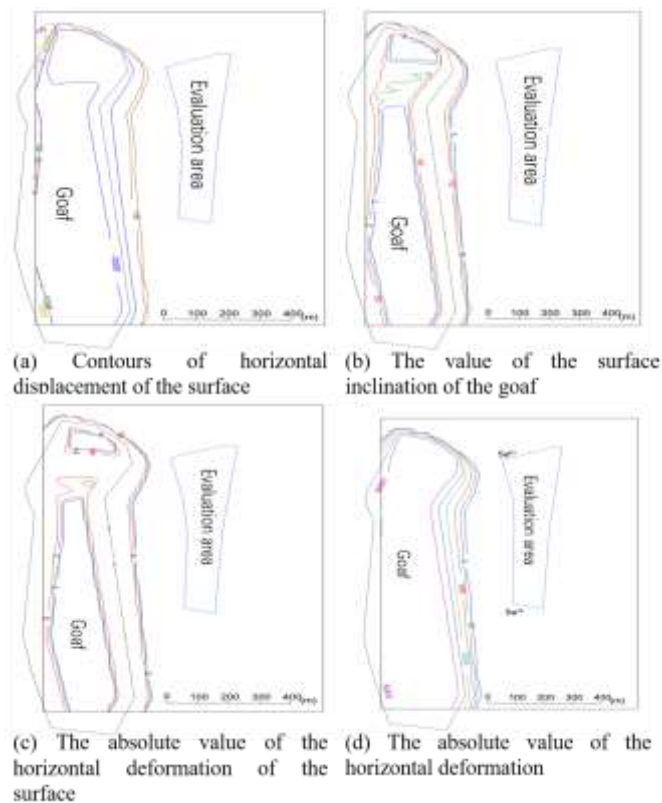 Evaluation area
Goaf
0 100 200 300 400(m)
(a) Contours of horizontal
displacement of the surface
Evaluation area
Goaf
0 100 200 300 400(m)
(b) The value of the surface
inclination of the goaf
Evaluation area
Goaf
0 100 200 300 400(m)
(c) The absolute value of the
horizontal deformation of the
surface
Evaluation area
Goaf
0 100 200 300 400(m)
(d) The absolute value of the
horizontal deformation